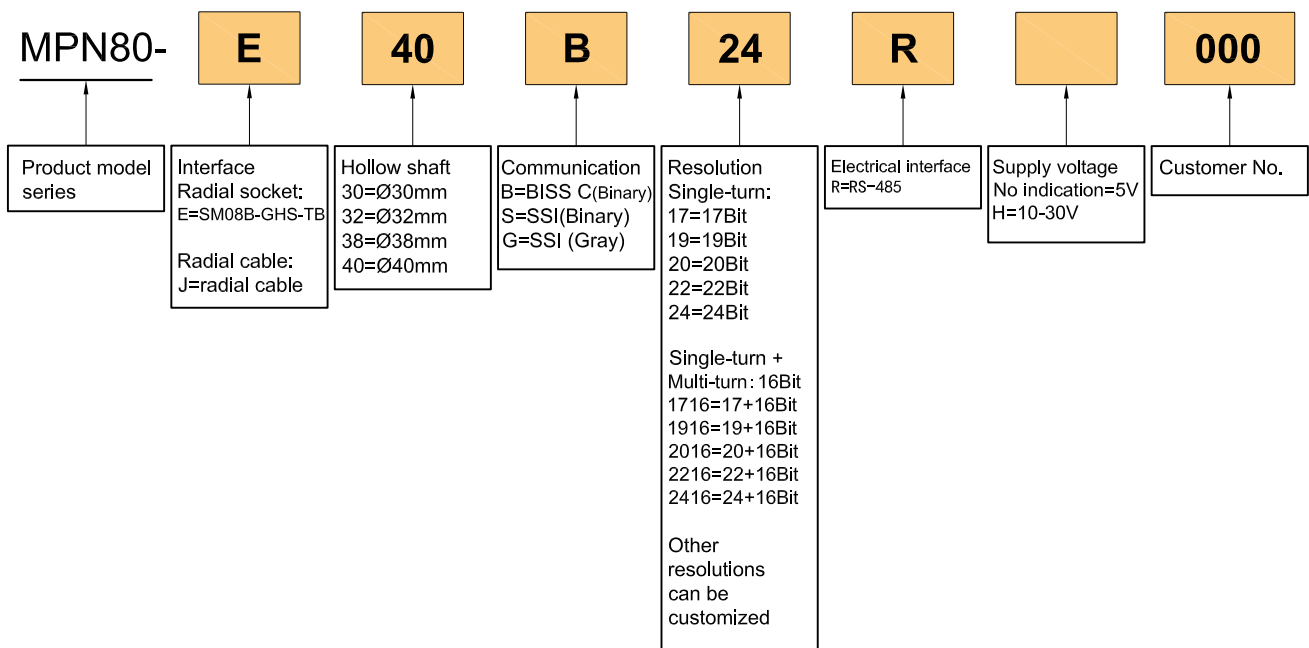 MPN80- E 40 B 24 R 000
Product model
series
Interface
Radial socket:
E=SM08B-GHS-TB
Radial cable:
J=radial cable
Hollow shaft
30=Ø30mm
32=Ø32mm
38=Ø38mm
40=Ø40mm
Communication
B=BISS C(Binary)
S=SSI(Binary)
G=SSI (Gray)
Resolution
Single-turn:
17=17Bit
19=19Bit
20=20Bit
22=22Bit
24=24Bit
Single-turn +
Multi-turn: 16Bit
1716=17+16Bit
1916=19+16Bit
2016=20+16Bit
2216=22+16Bit
2416=24+16Bit
Other
resolutions
can be
customized
Electrical interface
R=RS-485
Supply voltage
No indication=5V
H=10-30V
Customer No.